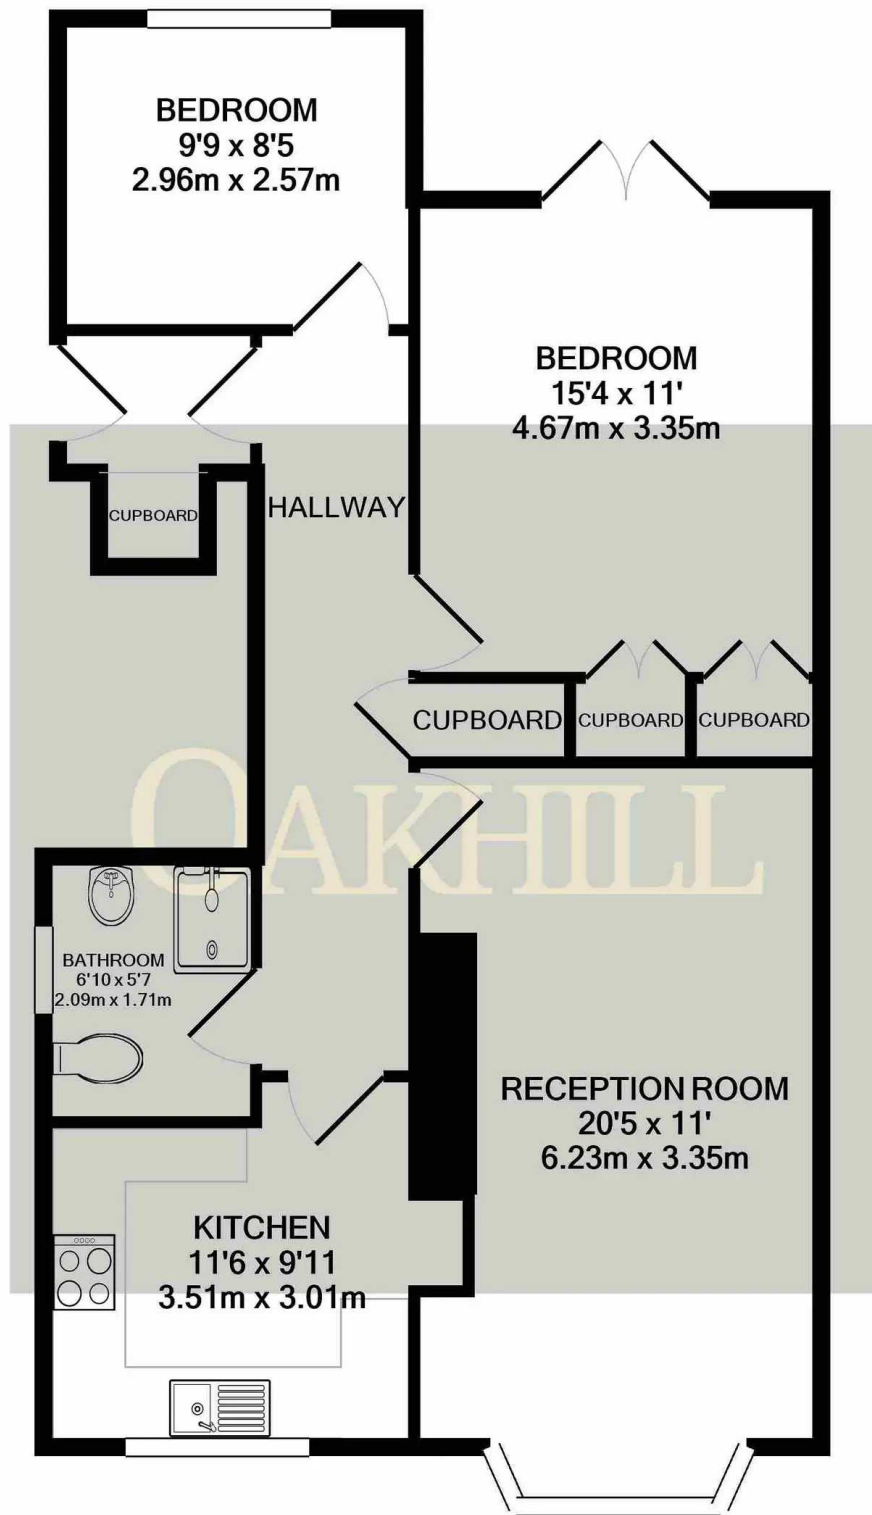 BEDROOM
9'9 x 8'5
2.96m x 2.57m
BEDROOM
15'4 x 11'
4.67m x 3.35m
HALLWAY
CUPBOARD
CUPBOARD
CUPBOARD
CUPBOARD
OAKHILL
BATHROOM
6'10 x 5'7
2.09m x 1.71m
RECEPTION ROOM
20'5 x 11'
6.23m x 3.35m
KITCHEN
11'6 x 9'11
3.51m x 3.01m